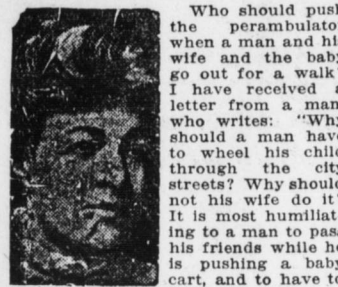 Who should push
the perambulator
when a man and his
wife and the baby
go out for a walk?
I have received a
letter from a man
who writes: "Why
should a man have
to wheel his child
through the city
streets? Why should
not his wife do it?
It is most humiliat-
ing to a man to pass
his friends while he
is pushing a baby
cart, and to have to